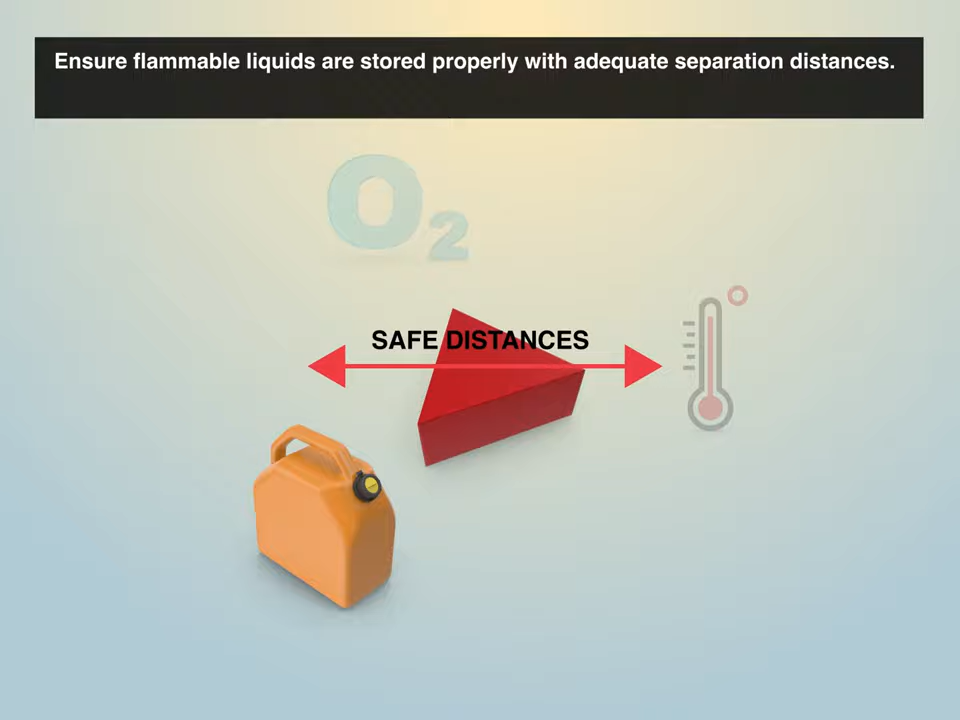 Ensure flammable liquids are stored properly with adequate separation distances.
O2
SAFE DISTANCES